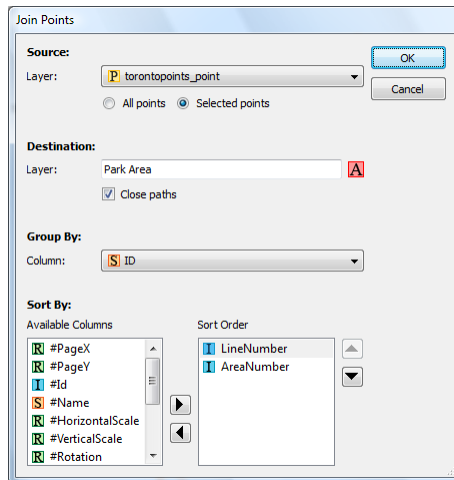 Join Points
Source:
Layer: P torontopoints_point
All points Selected points
OK
Cancel
Destination:
Layer: Park Area A
Close paths
Group By:
Column: S ID
Sort By:
Available Columns
R #PageX
R #PageY
I #Id
S #Name
R #HorizontalScale
R #VerticalScale
R #Rotation
Sort Order
I LineNumber
I AreaNumber